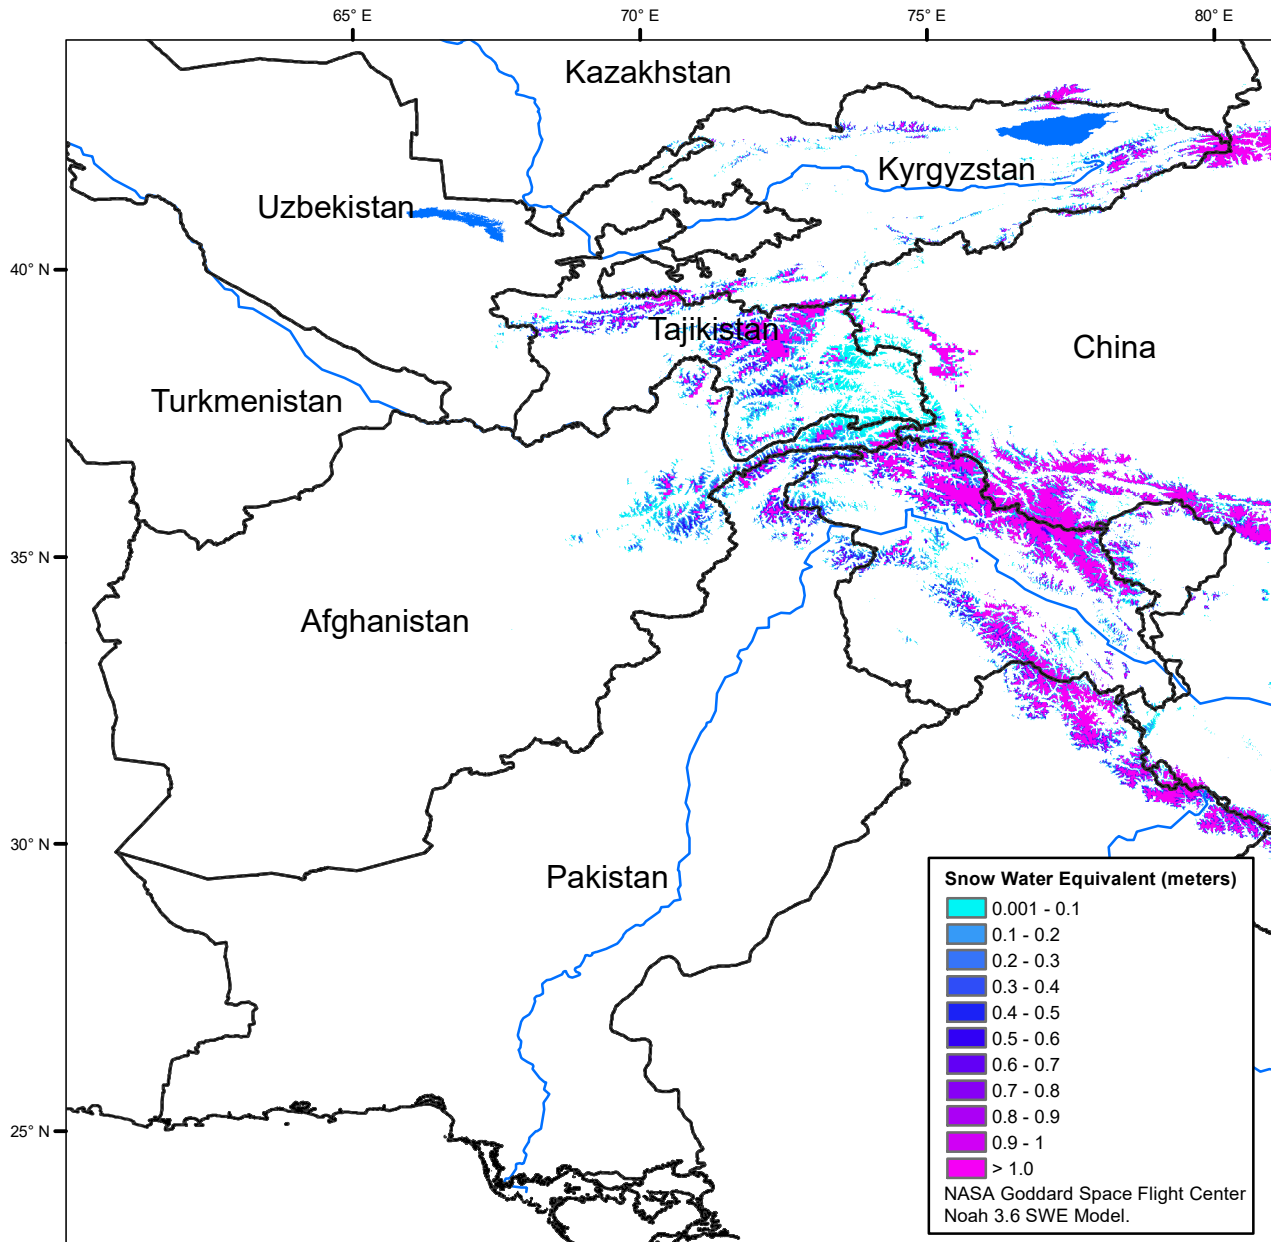 65° E
70° E
75° E
80° E
Kazakhstan
Kyrgyzstan
Uzbekistan
40° N
Tajikistan
China
Turkmenistan
35° N
Afghanistan
30° N
Pakistan
25° N
Snow Water Equivalent (meters)
0.001 - 0.1
0.1 - 0.2
0.2 - 0.3
0.3 - 0.4
0.4 - 0.5
0.5 - 0.6
0.6 - 0.7
0.7 - 0.8
0.8 - 0.9
0.9 - 1
> 1.0
NASA Goddard Space Flight Center
Noah 3.6 SWE Model.